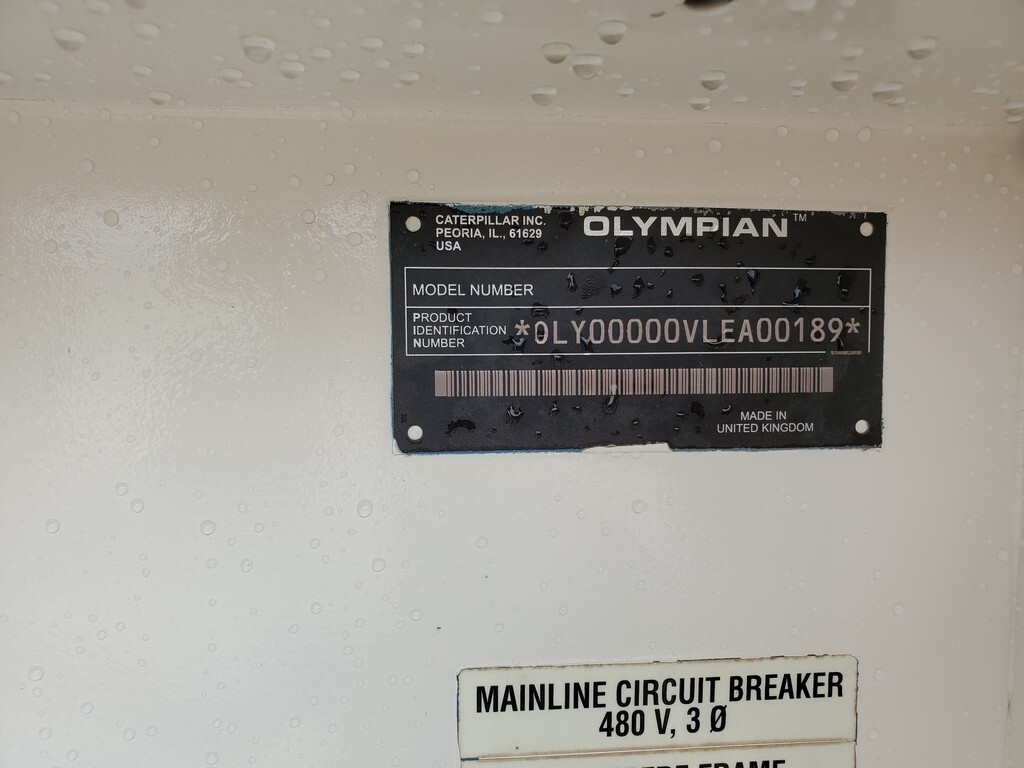 CATERPILLAR INC.
PEORIA, IL., 61629
USA
OLYMPIAN™
MODEL NUMBER
PRODUCT
IDENTIFICATION
NUMBER
*OLY00000VLEA00189*
MADE IN
UNITED KINGDOM
MAINLINE CIRCUIT BREAKER
480 V, 3 Ø
FRAME